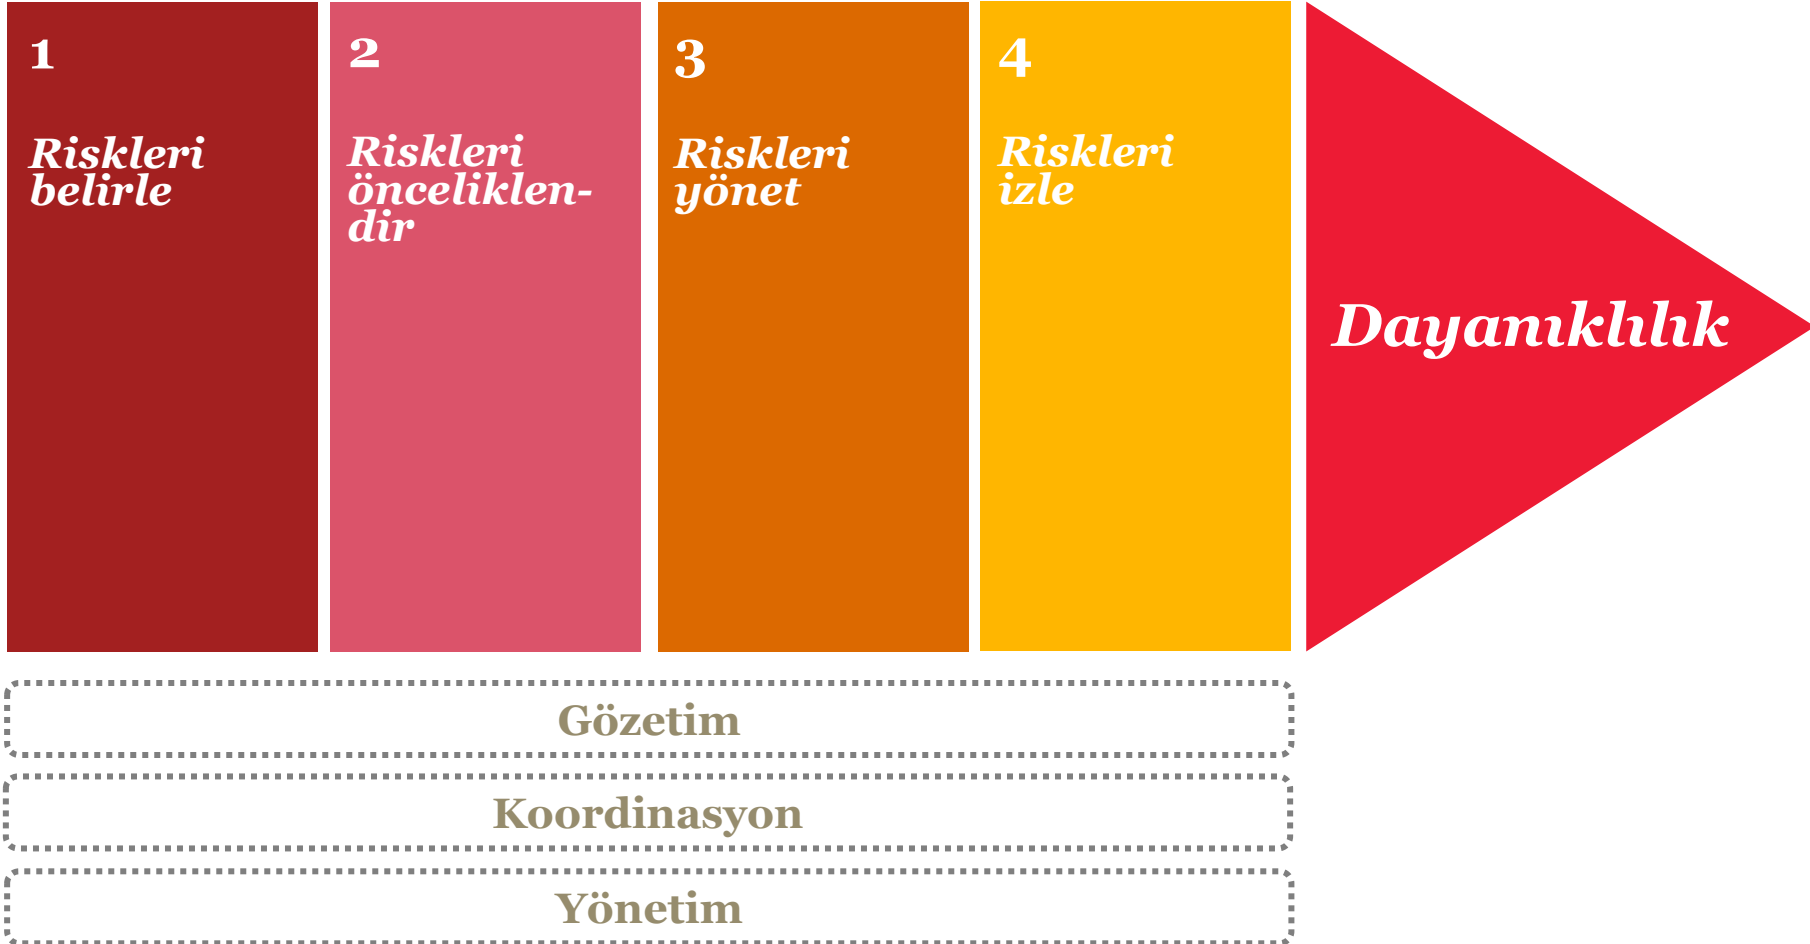 1
Riskleri
belirle
2
Riskleri
önceliklen-
dir
3
Riskleri
yönet
4
Riskleri
izle
Dayanıklılık
Gözetim
Koordinasyon
Yönetim